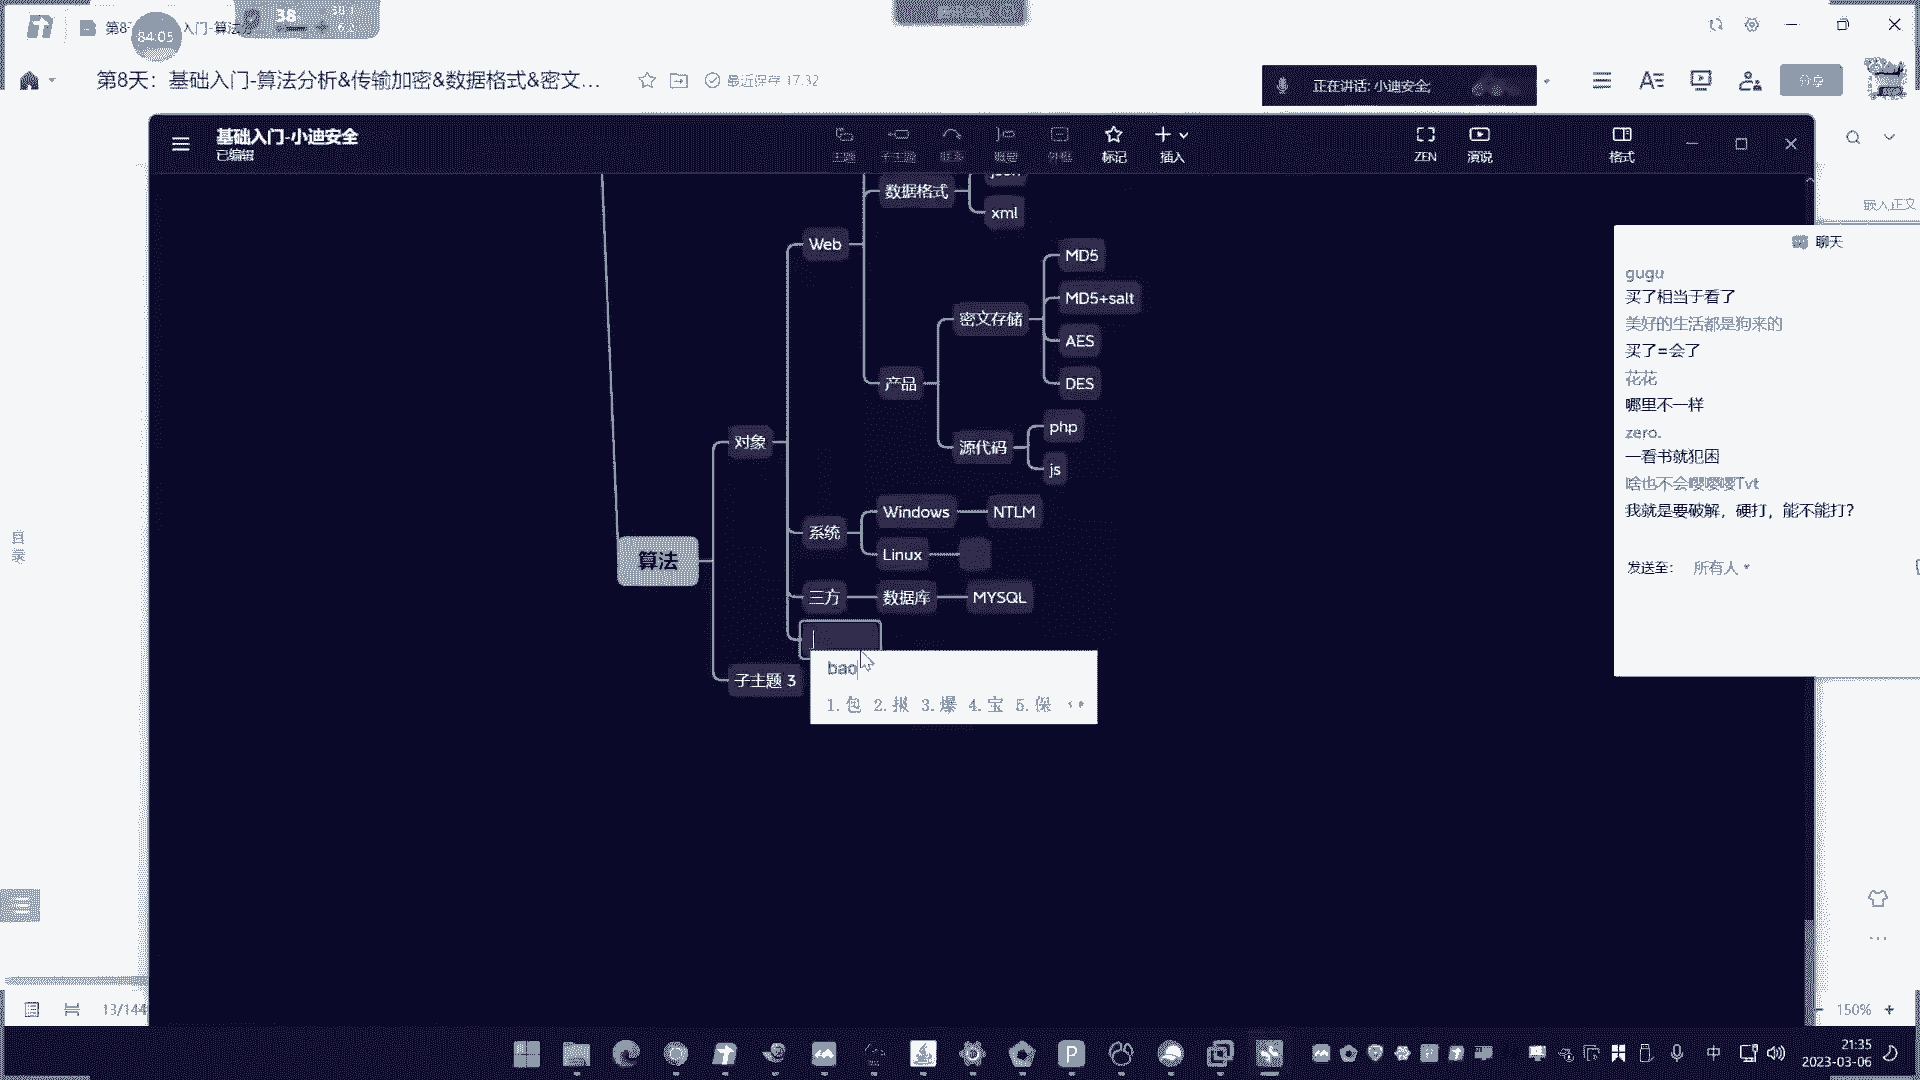 84:05
38
第8天：基础入门-算法分析&传输加密&数据格式&密文...
最近保存 17:32
正在讲话: 小迪安全;
分享
基础入门-小迪安全
已编辑
主题
子主题
联系
概要
外框
标记
插入
ZEN
演说
格式
嵌入正文
数据格式
json
xml
Web
MD5
MD5+salt
密文存储
AES
产品
DES
对象
php
源代码
js
Windows
NTLM
系统
Linux
算法
三方
数据库
MYSQL
子主题 3
bao
1.包 2.报 3.爆 4.宝 5.保
聊天
gugu
买了相当于看了
美好的生活都是狗来的
买了=会了
花花
哪里不一样
zero.
一看书就犯困
啥也不会嘤嘤嘤Tvt
我就是要破解，硬打，能不能打？
发送至: 所有人
目录
13/144
150%
中
21:35
2023-03-06